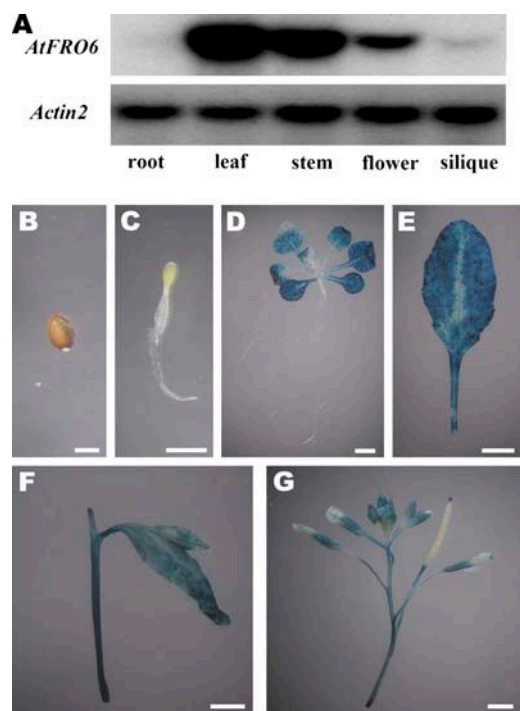 A
AtFRO6
Actin2
root leaf stem flower silique
B C D E
F G